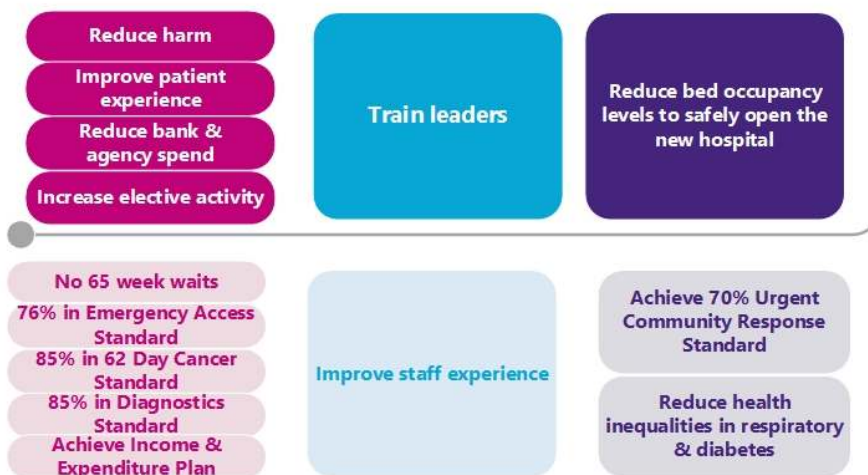 Reduce harm
Improve patient
experience
Reduce bank &
agency spend
Increase elective activity
Train leaders
Reduce bed occupancy
levels to safely open the
new hospital
No 65 week waits
76% in Emergency Access
Standard
85% in 62 Day Cancer
Standard
85% in Diagnostics
Standard
Achieve Income &
Expenditure Plan
Improve staff experience
Achieve 70% Urgent
Community Response
Standard
Reduce health
inequalities in respiratory
& diabetes